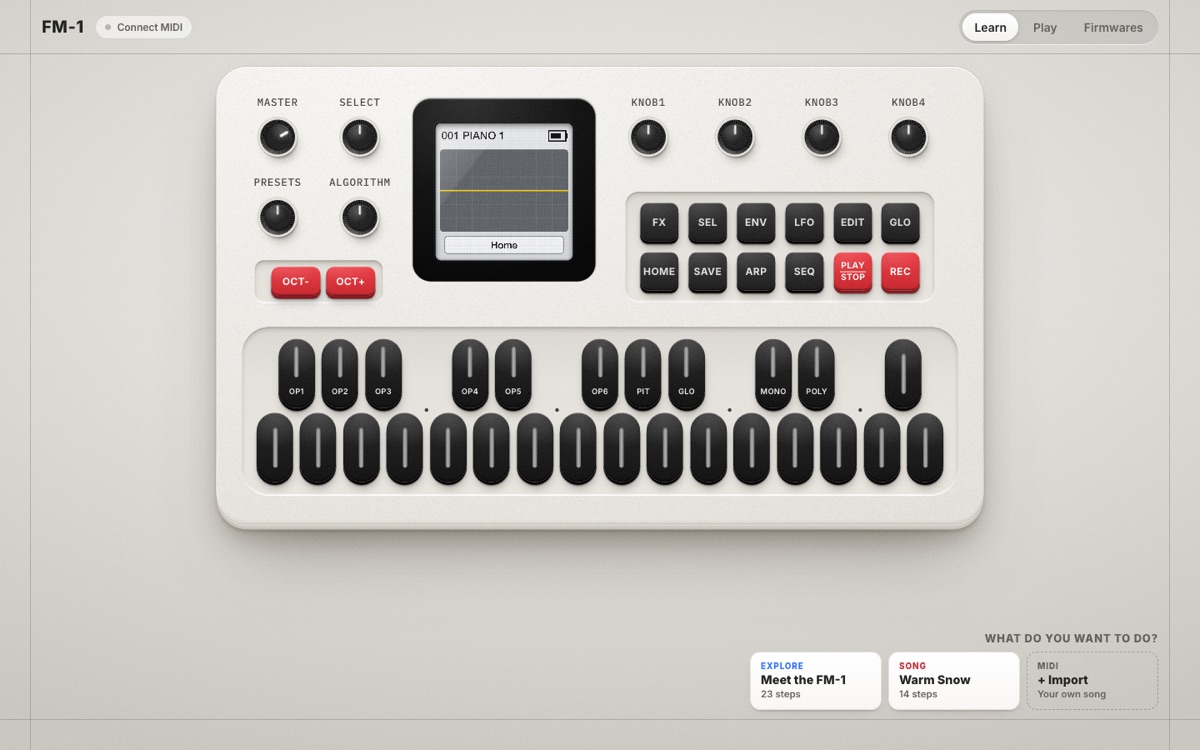 FM-1
Connect MIDI
Learn
Play
Firmwares
MASTER
SELECT
PRESETS
ALGORITHM
OCT-
OCT+
001 PIANO 1
Home
KNOB1
KNOB2
KNOB3
KNOB4
FX
SEL
ENV
LFO
EDIT
GLO
HOME
SAVE
ARP
SEQ
PLAY
STOP
REC
OP1
OP2
OP3
OP4
OP5
OP6
PIT
GLO
MONO
POLY
WHAT DO YOU WANT TO DO?
EXPLORE
Meet the FM-1
23 steps
SONG
Warm Snow
14 steps
MIDI
+ Import
Your own song